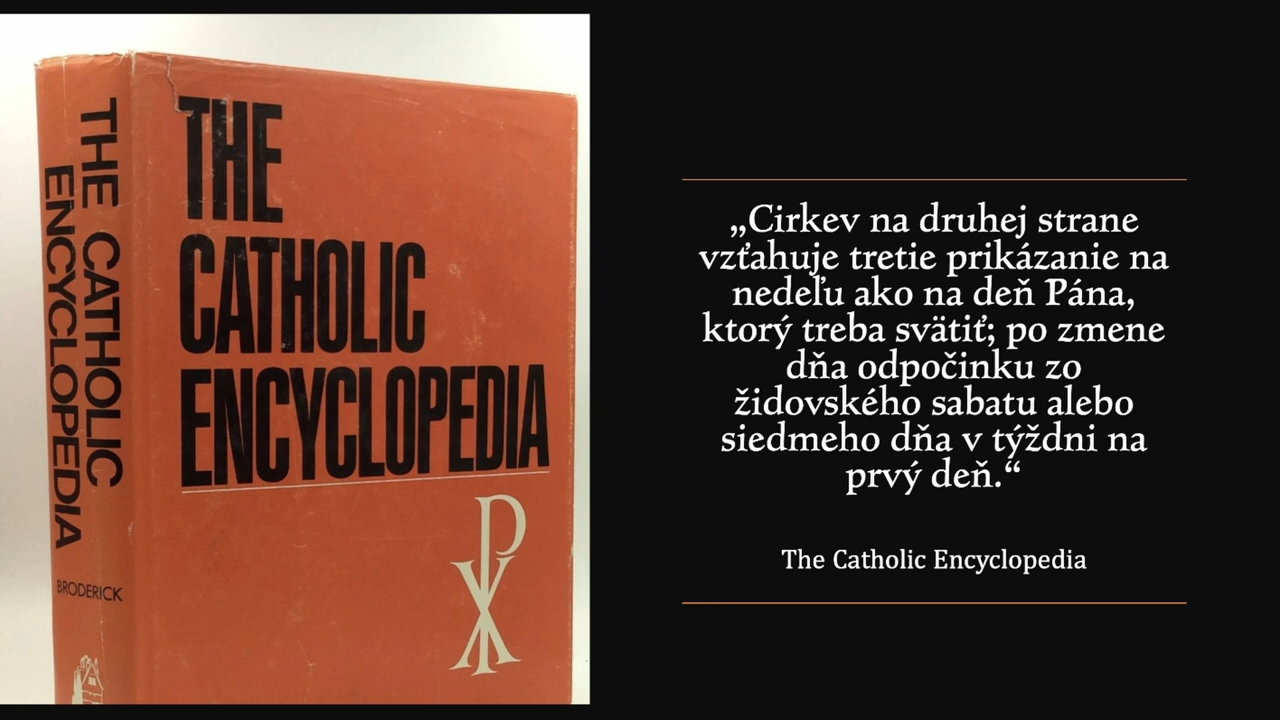 THE CATHOLIC
ENCYCLOPEDIA
BRODERICK
THE
CATHOLIC
ENCYCLOPEDIA
„Cirkev na druhej strane
vzťahuje tretie prikázanie na
nedeľu ako na deň Pána,
ktorý treba svätiť; po zmene
dňa odpočinku zo
židovského sabatu alebo
siedmeho dňa v týždni na
prvý deň.“
The Catholic Encyclopedia